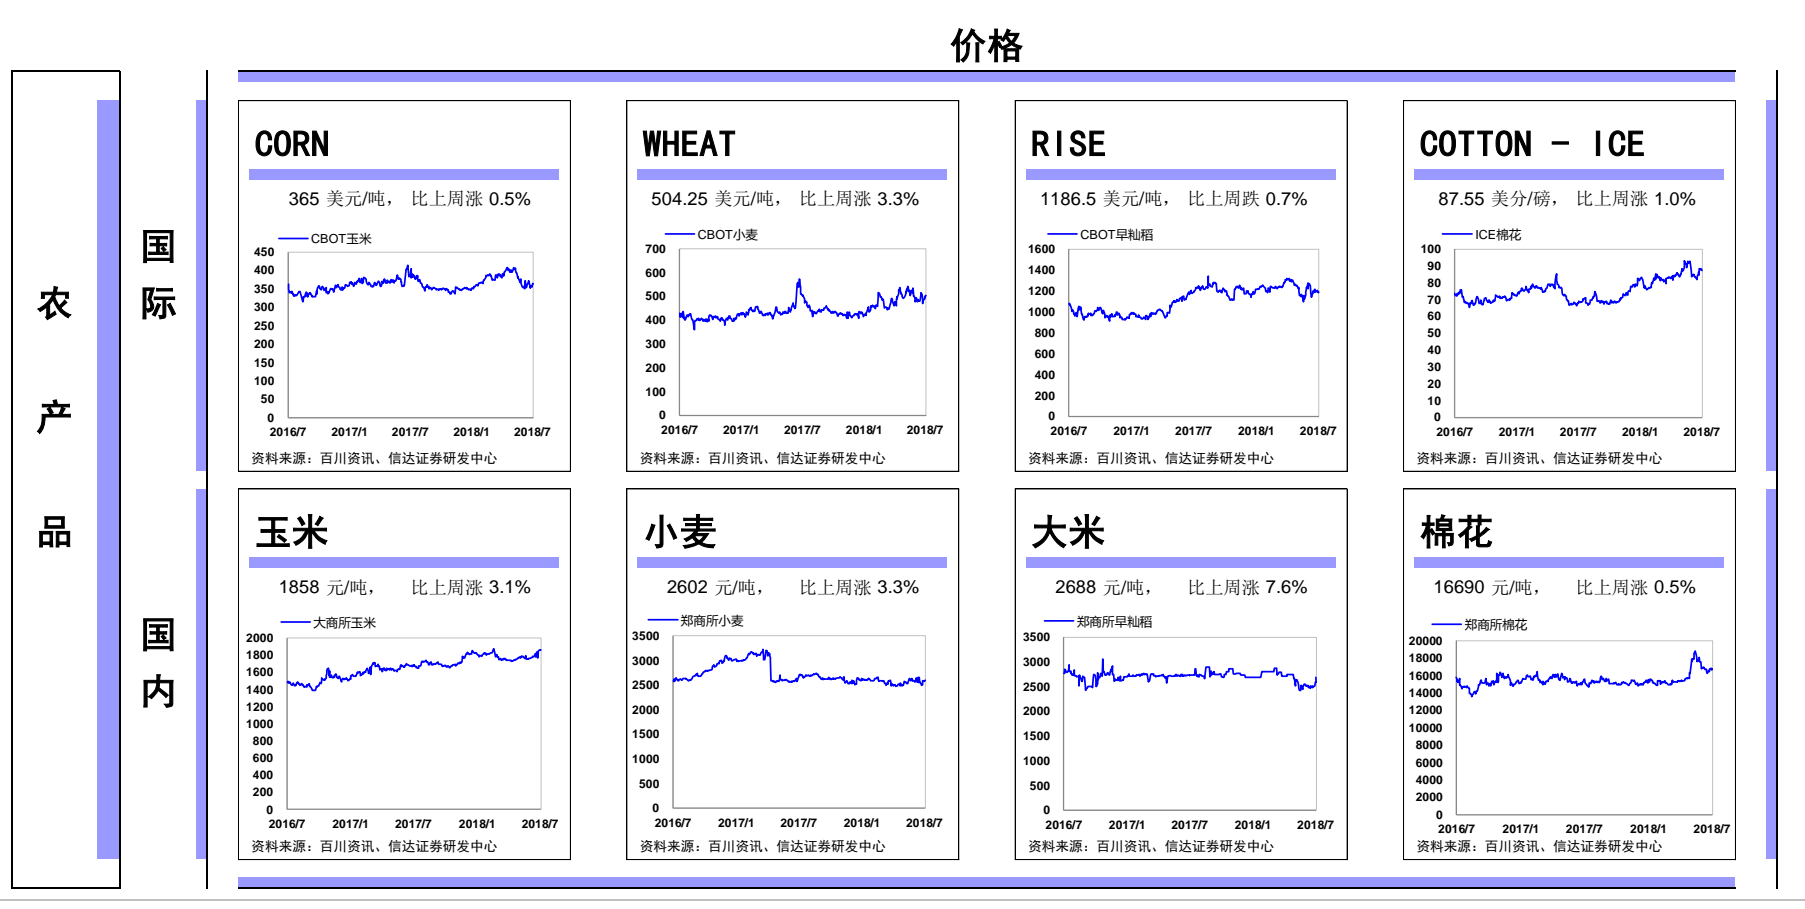 价格
农
产
品
国
际
CORN
365 美元/吨， 比上周涨 0.5%
CBOT玉米
450
400
350
300
250
200
150
100
50
0
2016/7 2017/1 2017/7 2018/1 2018/7
资料来源：百川资讯、信达证券研发中心
WHEAT
504.25 美元/吨， 比上周涨 3.3%
CBOT小麦
700
600
500
400
300
200
100
0
2016/7 2017/1 2017/7 2018/1 2018/7
资料来源：百川资讯、信达证券研发中心
RISE
1186.5 美元/吨， 比上周跌 0.7%
CBOT早籼稻
1600
1400
1200
1000
800
600
400
200
0
2016/7 2017/1 2017/7 2018/1 2018/7
资料来源：百川资讯、信达证券研发中心
COTTON - ICE
87.55 美分/磅， 比上周涨 1.0%
ICE棉花
100
90
80
70
60
50
40
30
20
10
0
2016/7 2017/1 2017/7 2018/1 2018/7
资料来源：百川资讯、信达证券研发中心
国
内
玉米
1858 元/吨， 比上周涨 3.1%
大商所玉米
2000
1800
1600
1400
1200
1000
800
600
400
200
0
2016/7 2017/1 2017/7 2018/1 2018/7
资料来源：百川资讯、信达证券研发中心
小麦
2602 元/吨， 比上周涨 3.3%
郑商所小麦
3500
3000
2500
2000
1500
1000
500
0
2016/7 2017/1 2017/7 2018/1 2018/7
资料来源：百川资讯、信达证券研发中心
大米
2688 元/吨， 比上周涨 7.6%
郑商所早籼稻
3500
3000
2500
2000
1500
1000
500
0
2016/7 2017/1 2017/7 2018/1 2018/7
资料来源：百川资讯、信达证券研发中心
棉花
16690 元/吨， 比上周涨 0.5%
郑商所棉花
20000
18000
16000
14000
12000
10000
8000
6000
4000
2000
0
2016/7 2017/1 2017/7 2018/1 2018/7
资料来源：百川资讯、信达证券研发中心